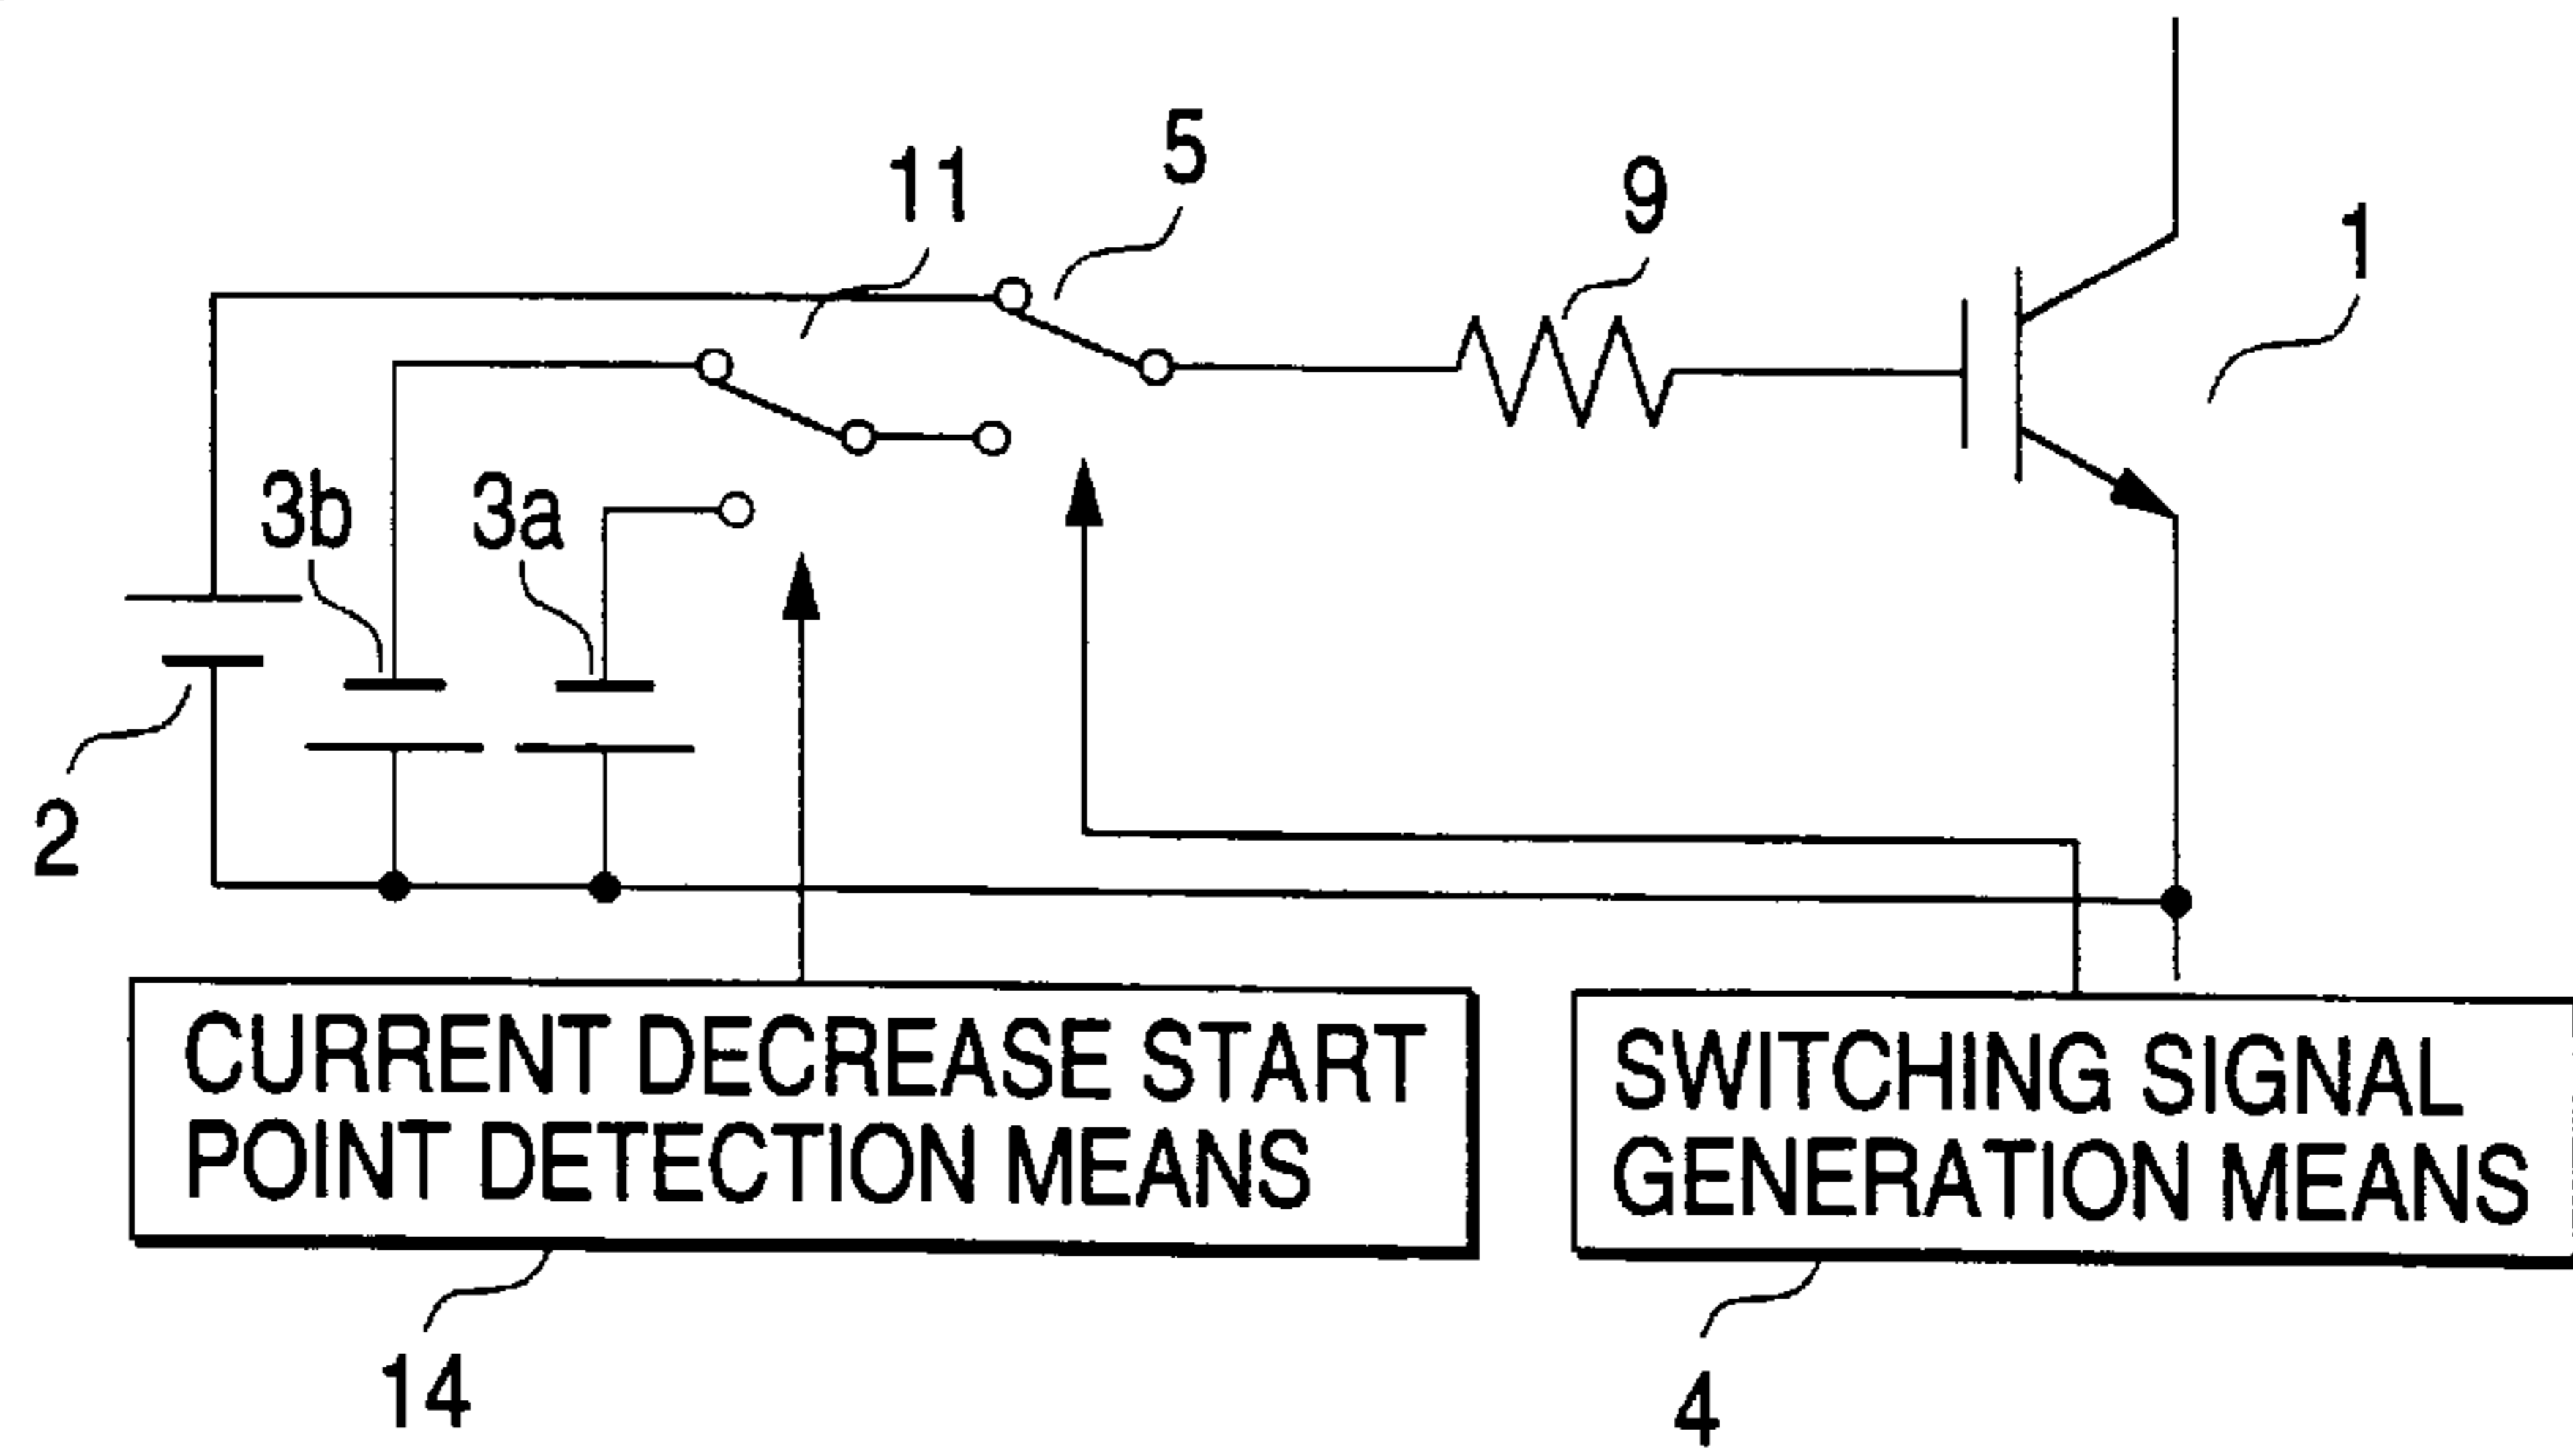 11
5
9
1
3b
3a
2
CURRENT DECREASE START
POINT DETECTION MEANS
SWITCHING SIGNAL
GENERATION MEANS
14
4